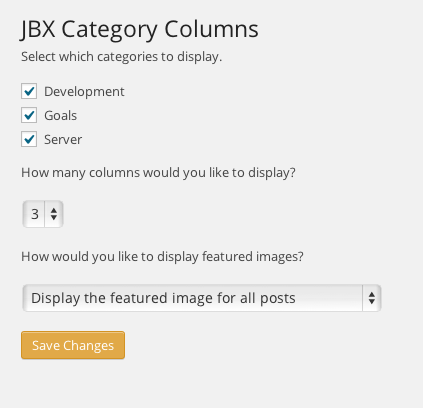 JBX Category Columns
Select which categories to display.
Development
Goals
Server
How many columns would you like to display?
3
How would you like to display featured images?
Display the featured image for all posts
Save Changes